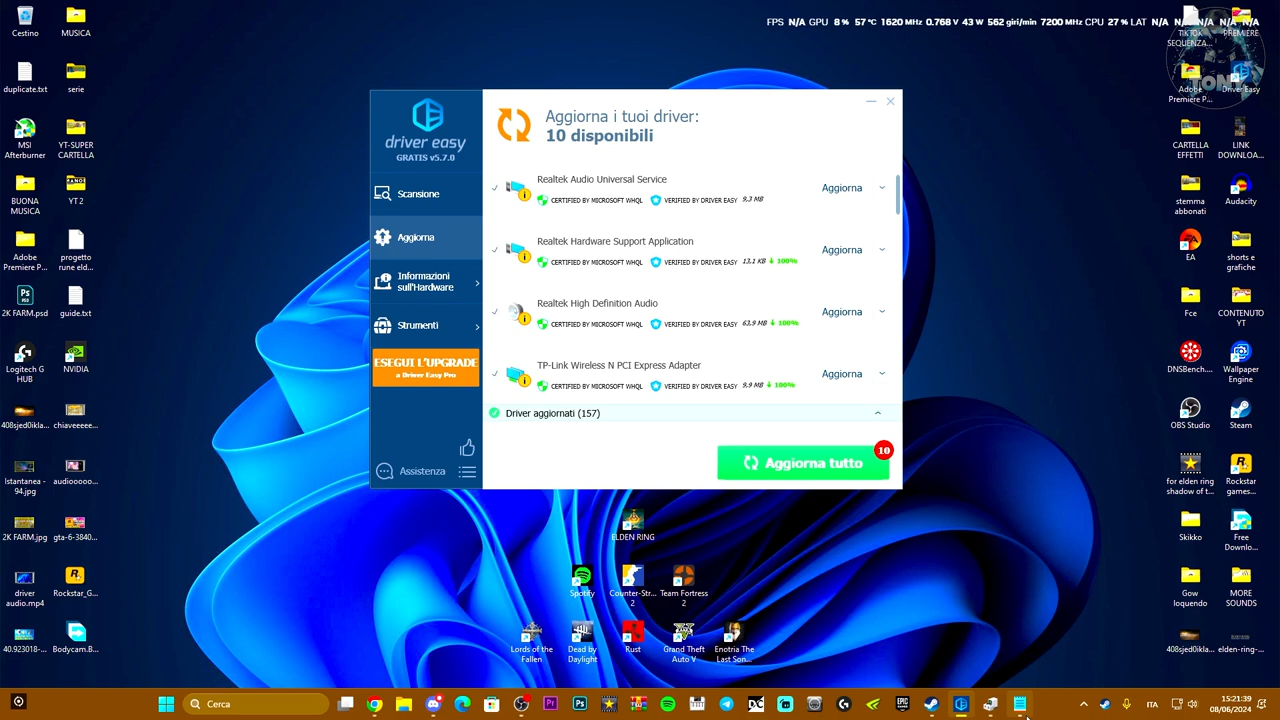 FPS N/A GPU 8 % 57 °C 1620 MHz 0.768 V 43 W 562 giri/min 7200 MHz CPU 27 % LAT N/A N/A N/A N/A N/A
Cestino
MUSICA
duplicate.txt
serie
MSI Afterburner
YT-SUPER CARTELLA
BUONA MUSICA
YT 2
Adobe Premiere P...
progetto rune eld...
2K FARM.psd
guide.txt
Logitech G HUB
NVIDIA
408sjed0ikla...
chiaveeeee...
Istantanea - 94.jpg
audiooooo...
2K FARM.jpg
gta-6-3840...
driver audio.mp4
Rockstar_G...
40.923018-...
Bodycam.B...
driver easy
GRATIS v5.7.0
Scansione
Aggiorna
Informazioni
sull'Hardware
Strumenti
ESEGUI L'UPGRADE
a Driver Easy Pro
Assistenza
Aggiorna i tuoi driver:
10 disponibili
Realtek Audio Universal Service
CERTIFIED BY MICROSOFT WHQL VERIFIED BY DRIVER EASY 9,3 MB
Aggiorna
Realtek Hardware Support Application
CERTIFIED BY MICROSOFT WHQL VERIFIED BY DRIVER EASY 13,1 KB 100%
Aggiorna
Realtek High Definition Audio
CERTIFIED BY MICROSOFT WHQL VERIFIED BY DRIVER EASY 63,9 MB 100%
Aggiorna
TP-Link Wireless N PCI Express Adapter
CERTIFIED BY MICROSOFT WHQL VERIFIED BY DRIVER EASY 9,9 MB 100%
Aggiorna
Driver aggiornati (157)
Aggiorna tutto
10
ELDEN RING
Spotify
Counter-Str... 2
Team Fortress 2
Lords of the Fallen
Dead by Daylight
Rust
Grand Theft Auto V
Enotria The Last Son...
TIKTOK SEQUENZA...
PREMIERE
TONY
Adobe Premiere P...
Driver Easy
CARTELLA EFFETTI
LINK DOWNLOA...
stemma abbonati
Audacity
EA
shorts e grafiche
Fce
CONTENUTO YT
DNSBench...
Wallpaper Engine
OBS Studio
Steam
for elden ring shadow of t...
Rockstar games...
Skikko
Free Downlo...
Gow loquendo
MORE SOUNDS
408sjed0ikla...
elden-ring-...
Cerca
ITA
15:21:39
08/06/2024